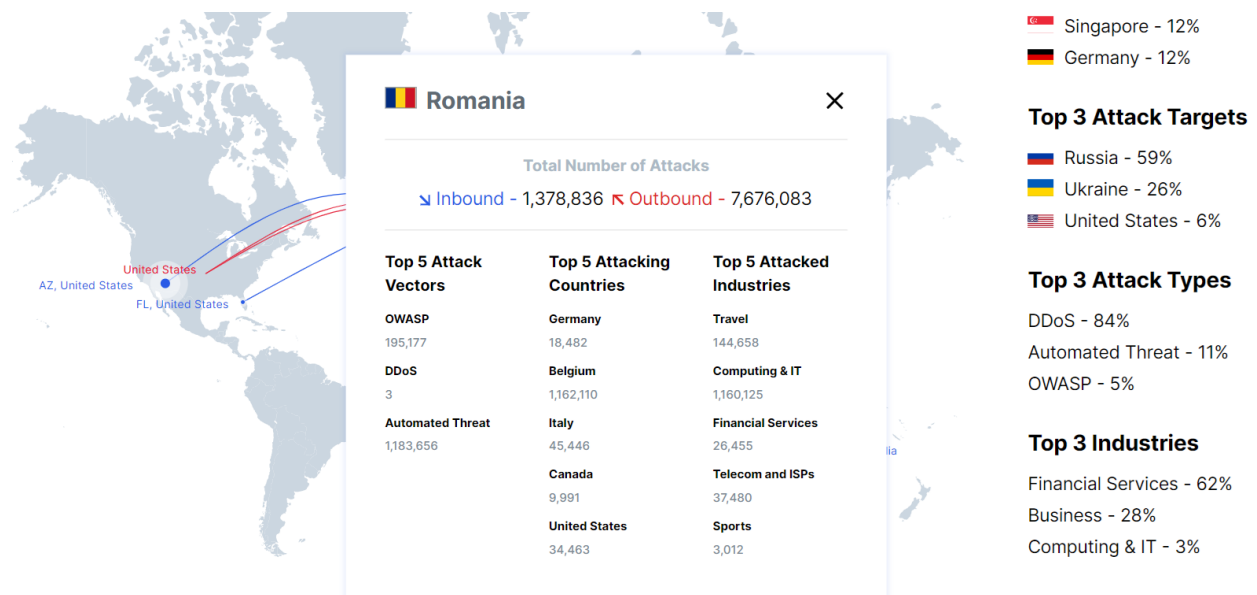 United States
AZ, United States
FL, United States
Romania
Total Number of Attacks
Inbound - 1,378,836 Outbound - 7,676,083
Top 5 Attack
Vectors
OWASP
195,177
DDoS
3
Automated Threat
1,183,656
Top 5 Attacking
Countries
Germany
18,482
Belgium
1,162,110
Italy
45,446
Canada
9,991
United States
34,463
Top 5 Attacked
Industries
Travel
144,658
Computing & IT
1,160,125
Financial Services
26,455
Telecom and ISPs
37,480
Sports
3,012
Singapore - 12%
Germany - 12%
Top 3 Attack Targets
Russia - 59%
Ukraine - 26%
United States - 6%
Top 3 Attack Types
DDoS - 84%
Automated Threat - 11%
OWASP - 5%
Top 3 Industries
Financial Services - 62%
Business - 28%
Computing & IT - 3%